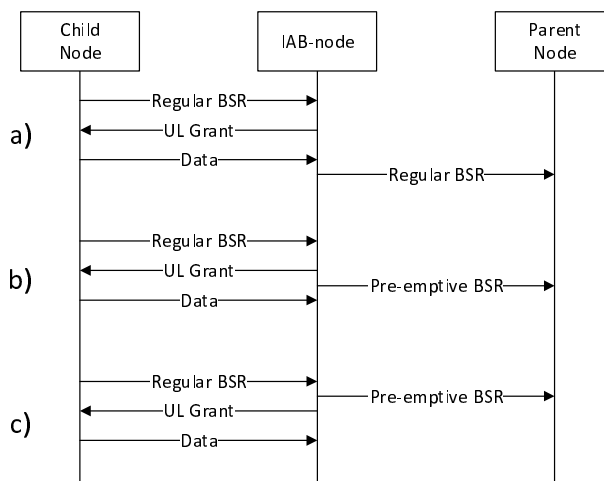 Child
Node
IAB-node
Parent
Node
a)
Regular BSR
UL Grant
Data
Regular BSR
b)
Regular BSR
UL Grant
Pre-emptive BSR
Data
c)
Regular BSR
Pre-emptive BSR
UL Grant
Data